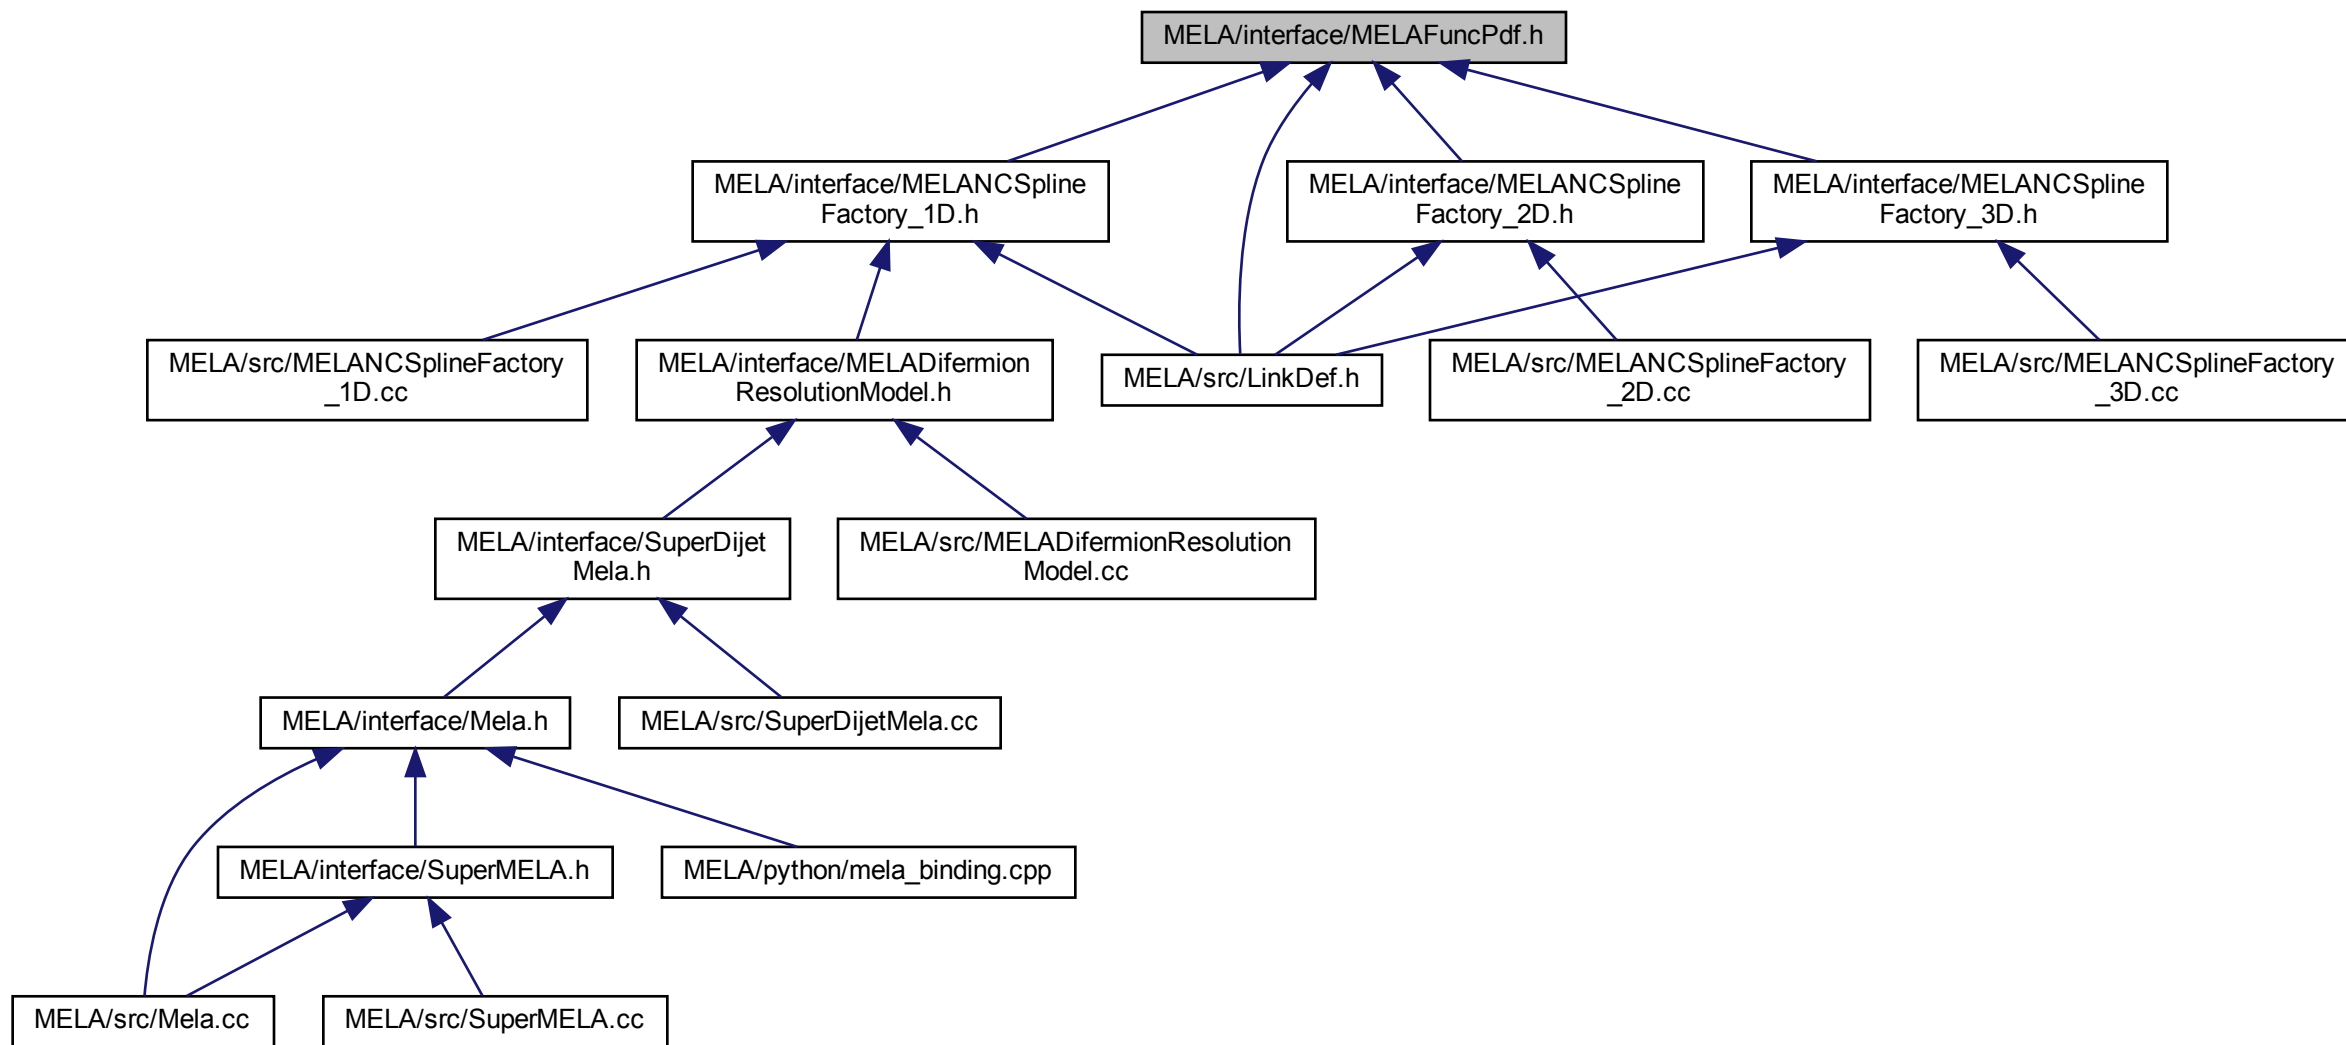 MELA/interface/MELAFuncPdf.h
MELA/interface/MELANCSpline
Factory_1D.h
MELA/interface/MELANCSpline
Factory_2D.h
MELA/interface/MELANCSpline
Factory_3D.h
MELA/src/MELANCSplineFactory
_1D.cc
MELA/interface/MELADifermion
ResolutionModel.h
MELA/src/LinkDef.h
MELA/src/MELANCSplineFactory
_2D.cc
MELA/src/MELANCSplineFactory
_3D.cc
MELA/interface/SuperDijet
Mela.h
MELA/src/MELADifermionResolution
Model.cc
MELA/interface/Mela.h
MELA/src/SuperDijetMela.cc
MELA/interface/SuperMELA.h
MELA/python/mela_binding.cpp
MELA/src/Mela.cc
MELA/src/SuperMELA.cc